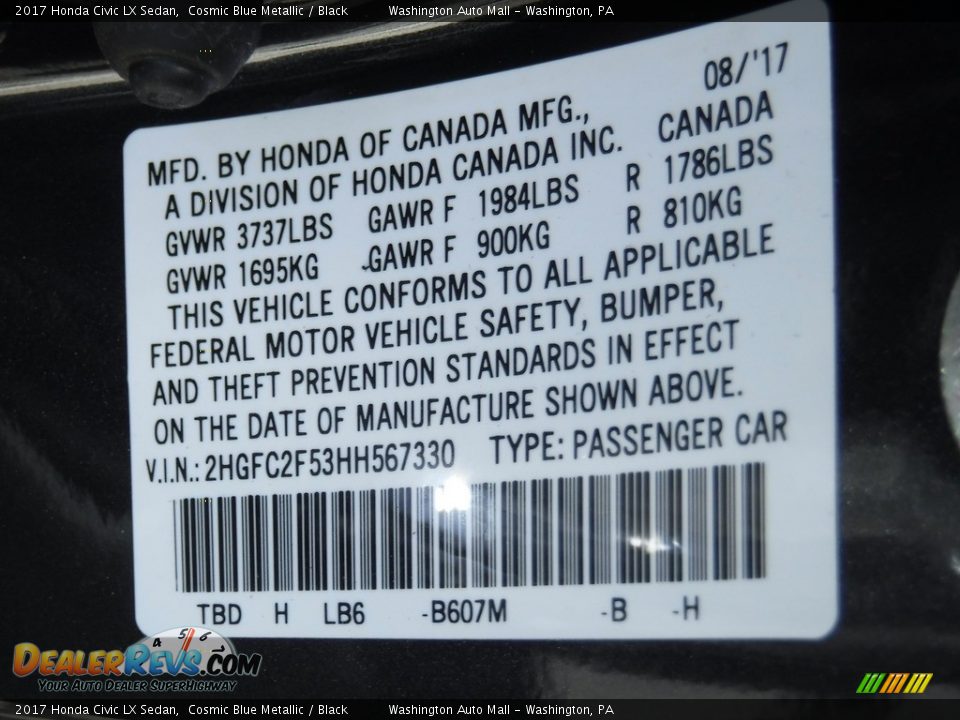 2017 Honda Civic LX Sedan, Cosmic Blue Metallic / Black Washington Auto Mall - Washington, PA
08/'17
MFD. BY HONDA OF CANADA MFG., CANADA
A DIVISION OF HONDA CANADA INC.
GVWR 3737LBS GAWR F 1984LBS R 1786LBS
GVWR 1695KG GAWR F 900KG R 810KG
THIS VEHICLE CONFORMS TO ALL APPLICABLE
FEDERAL MOTOR VEHICLE SAFETY, BUMPER,
AND THEFT PREVENTION STANDARDS IN EFFECT
ON THE DATE OF MANUFACTURE SHOWN ABOVE.
V.I.N.: 2HGFC2F53HH567330 TYPE: PASSENGER CAR
TBD H LB6 -B607M -B -H
4 5 6
DEALERREVS.COM
YOUR AUTO DEALER SUPERHIGHWAY
2017 Honda Civic LX Sedan, Cosmic Blue Metallic / Black Washington Auto Mall - Washington, PA